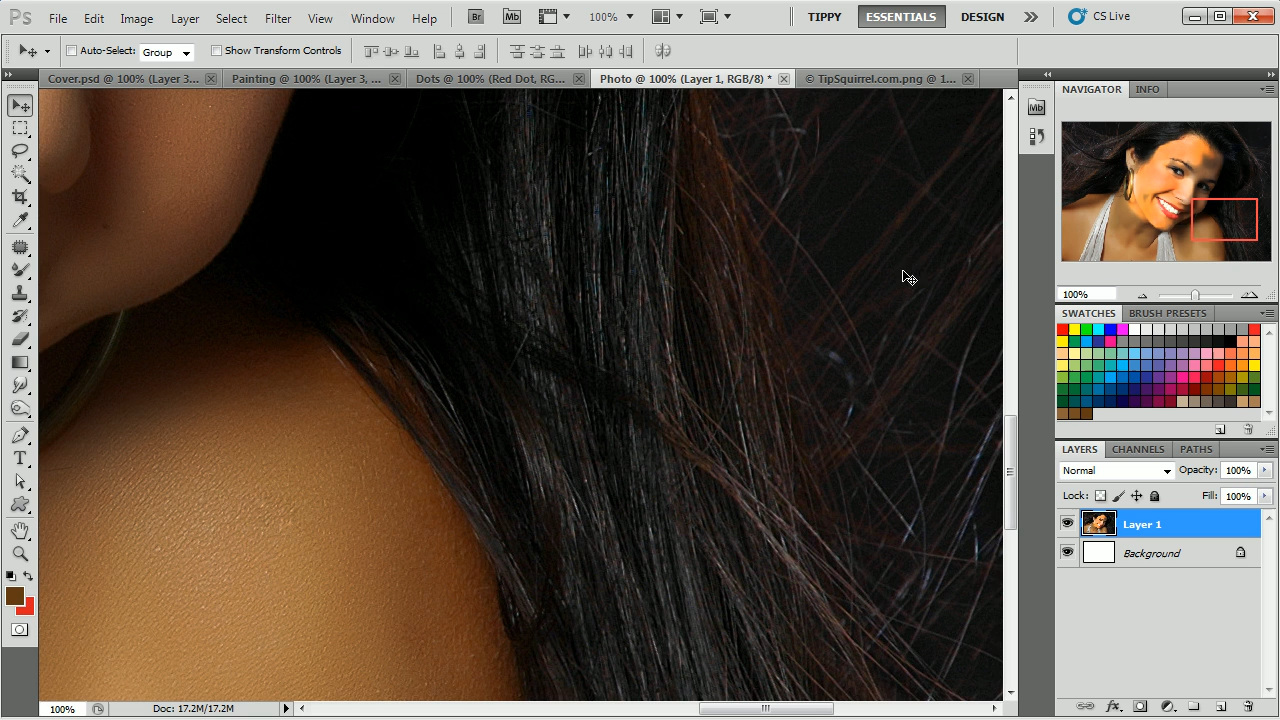 Ps File Edit Image Layer Select Filter View Window Help Br Mb 100% TIPPY ESSENTIALS DESIGN CS Live
Auto-Select: Group Show Transform Controls
Cover.psd @ 100% (Layer 3... Painting @ 100% (Layer 3, ... Dots @ 100% (Red Dot, RG... Photo @ 100% (Layer 1, RGB/8) * © TipSquirrel.com.png @ 1...
NAVIGATOR INFO
Mb
100%
SWATCHES BRUSH PRESETS
LAYERS CHANNELS PATHS
Normal Opacity: 100%
Lock: Fill: 100%
Layer 1
Background
T
fx
100% Doc: 17.2M/17.2M